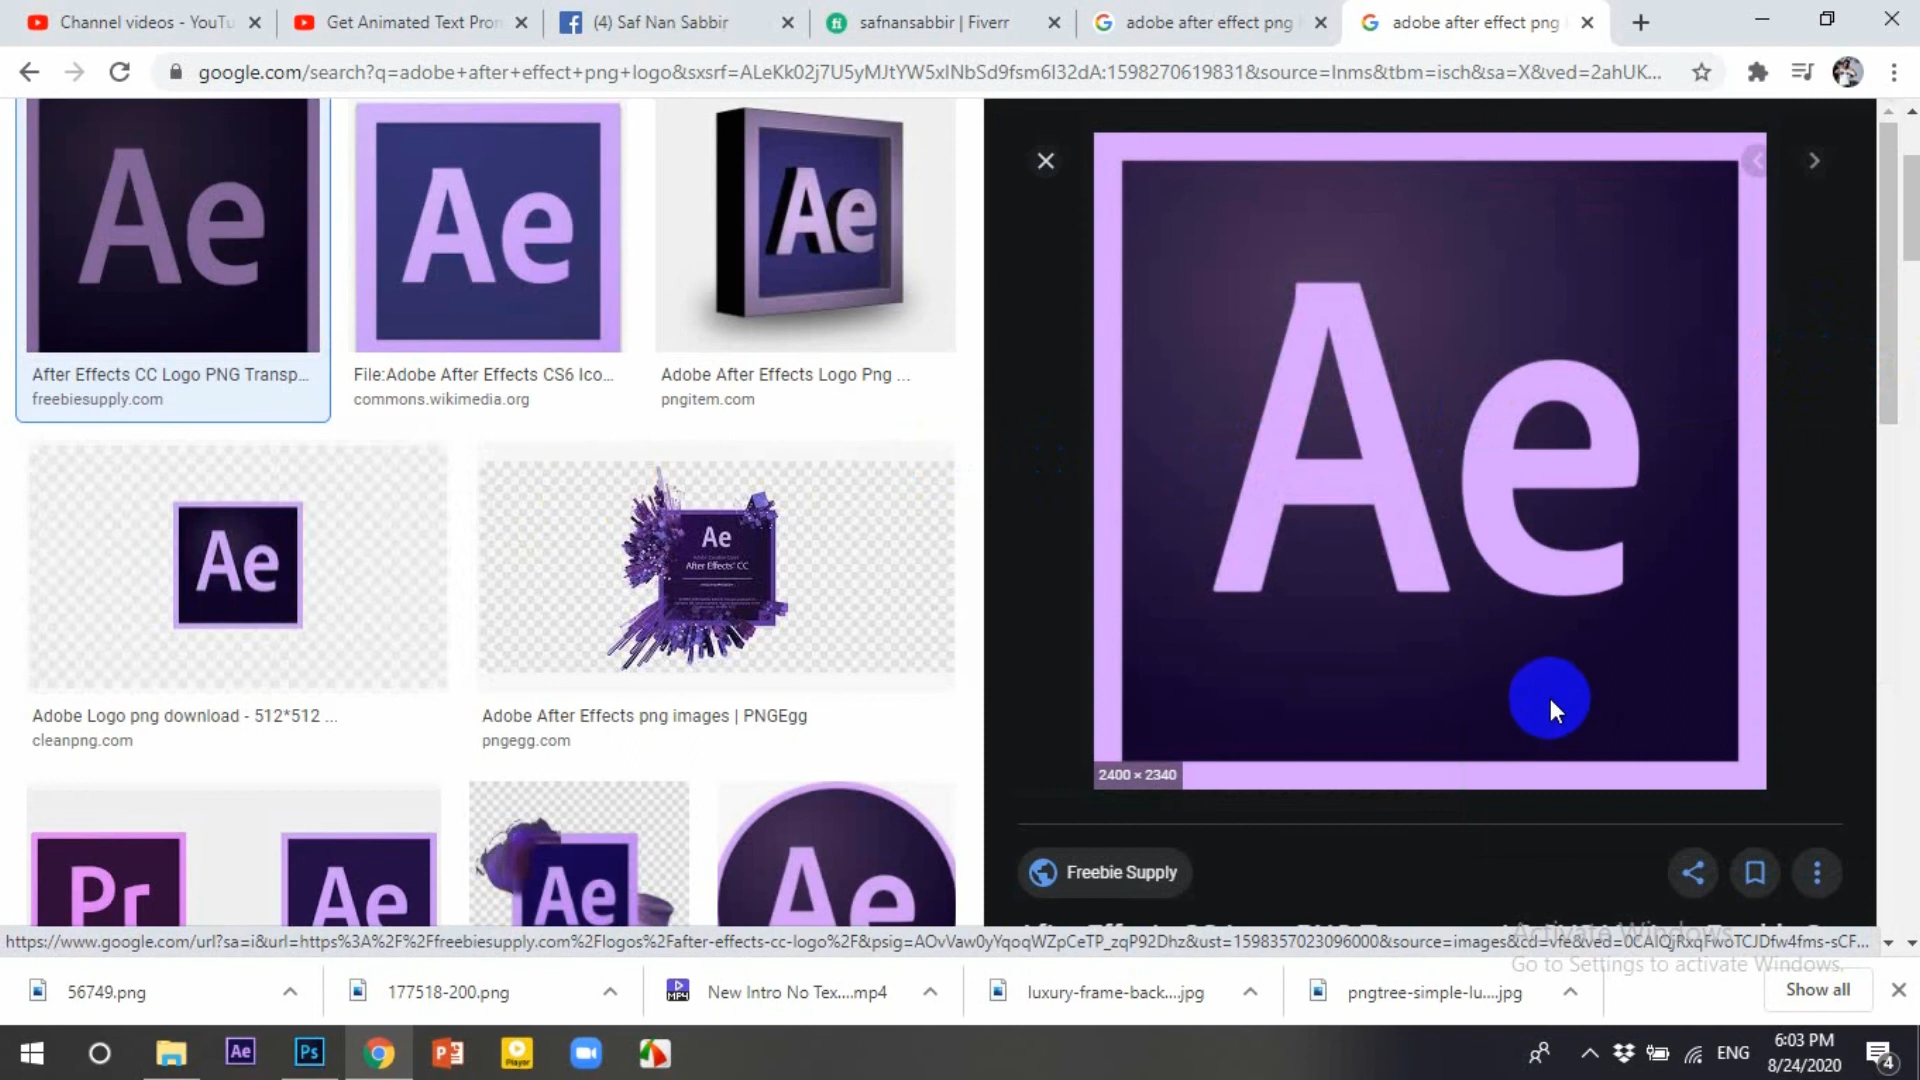 Channel videos - YouTu
Get Animated Text Pron
(4) Saf Nan Sabbir
safnansabbir | Fiverr
adobe after effect png
adobe after effect png
google.com/search?q=adobe+after+effect+png+logo&sxsrf=ALeKk02j7U5yMJtYW5xINbSd9fsm6I32dA:1598270619831&source=lnms&tbm=isch&sa=X&ved=2ahUK...
Ae
Ae
Ae
Ae
After Effects CC Logo PNG Transp...
freebiesupply.com
File:Adobe After Effects CS6 Ico...
commons.wikimedia.org
Adobe After Effects Logo Png ...
pngitem.com
Ae
Ae
After Effects CC
Adobe Logo png download - 512*512 ...
cleanpng.com
Adobe After Effects png images | PNGEgg
pngegg.com
2400 × 2340
Pr
Ae
Ae
Ae
Freebie Supply
Activate Windows
Go to Settings to activate Windows.
https://www.google.com/url?sa=i&url=https%3A%2F%2Ffreebiesupply.com%2Flogos%2Fafter-effects-cc-logo%2F&psig=AOvVaw0yYqoqWZpCeTP_zqP92Dhz&ust=1598357023096000&source=images&cd=vfe&ved=0CAIQjRxqFwoTCJDfw4fms-sCF...
56749.png
177518-200.png
New Intro No Tex....mp4
luxury-frame-back....jpg
pngtree-simple-lu....jpg
Show all
Ae
Ps
Player
ENG
6:03 PM
8/24/2020
4